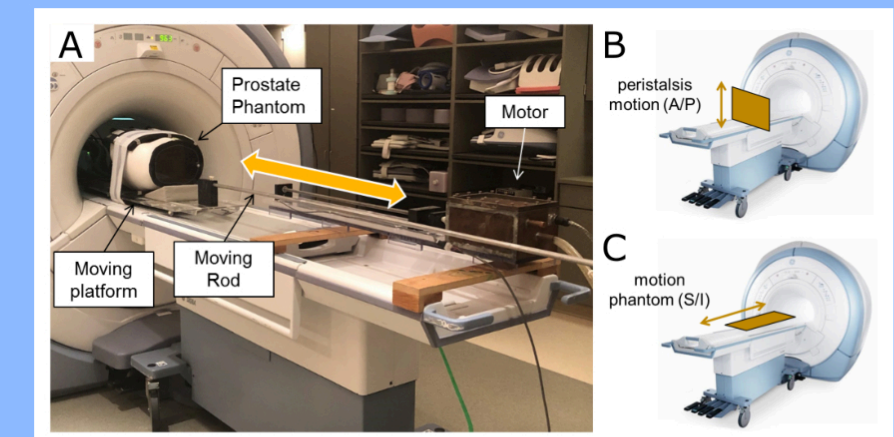 A
Prostate
Phantom
Motor
Moving
platform
Moving
Rod
B
peristalsis
motion (A/P)
C
motion
phantom (S/I)